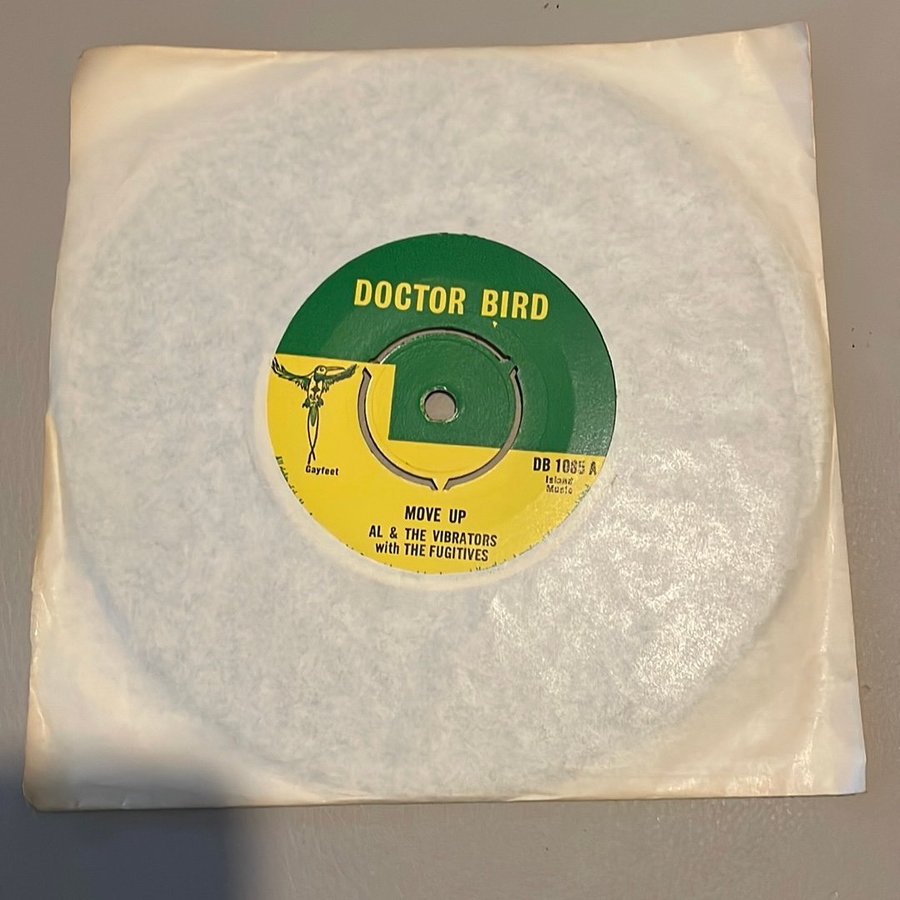 DOCTOR BIRD
Gayfeet
DB 1085 A
Island
Music
MOVE UP
AL & THE VIBRATORS
with THE FUGITIVES